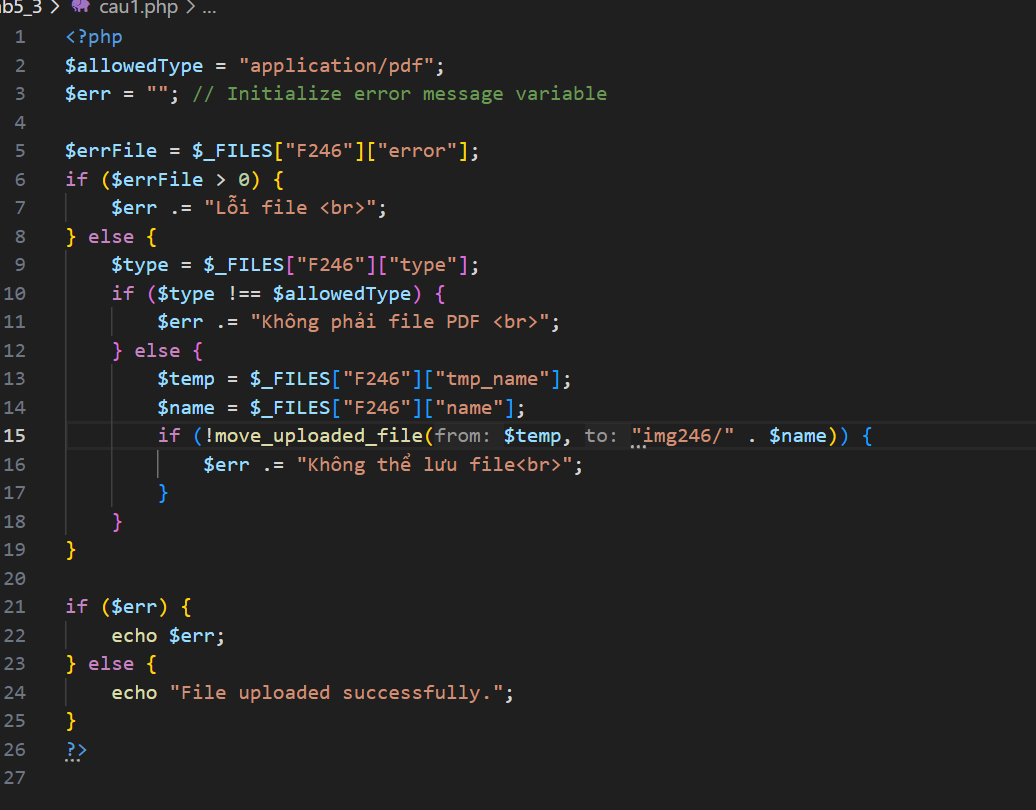 b5_3 > cau1.php > ...
1 <?php
2 $allowedType = "application/pdf";
3 $err = ""; // Initialize error message variable
4
5 $errFile = $_FILES["F246"]["error"];
6 if ($errFile > 0) {
7     $err .= "Lỗi file <br>";
8 } else {
9     $type = $_FILES["F246"]["type"];
10     if ($type !== $allowedType) {
11         $err .= "Không phải file PDF <br>";
12     } else {
13         $temp = $_FILES["F246"]["tmp_name"];
14         $name = $_FILES["F246"]["name"];
15         if (!move_uploaded_file(from: $temp, to: "img246/" . $name)) {
16             $err .= "Không thể lưu file<br>";
17         }
18     }
19 }
20
21 if ($err) {
22     echo $err;
23 } else {
24     echo "File uploaded successfully.";
25 }
26 ?>
27